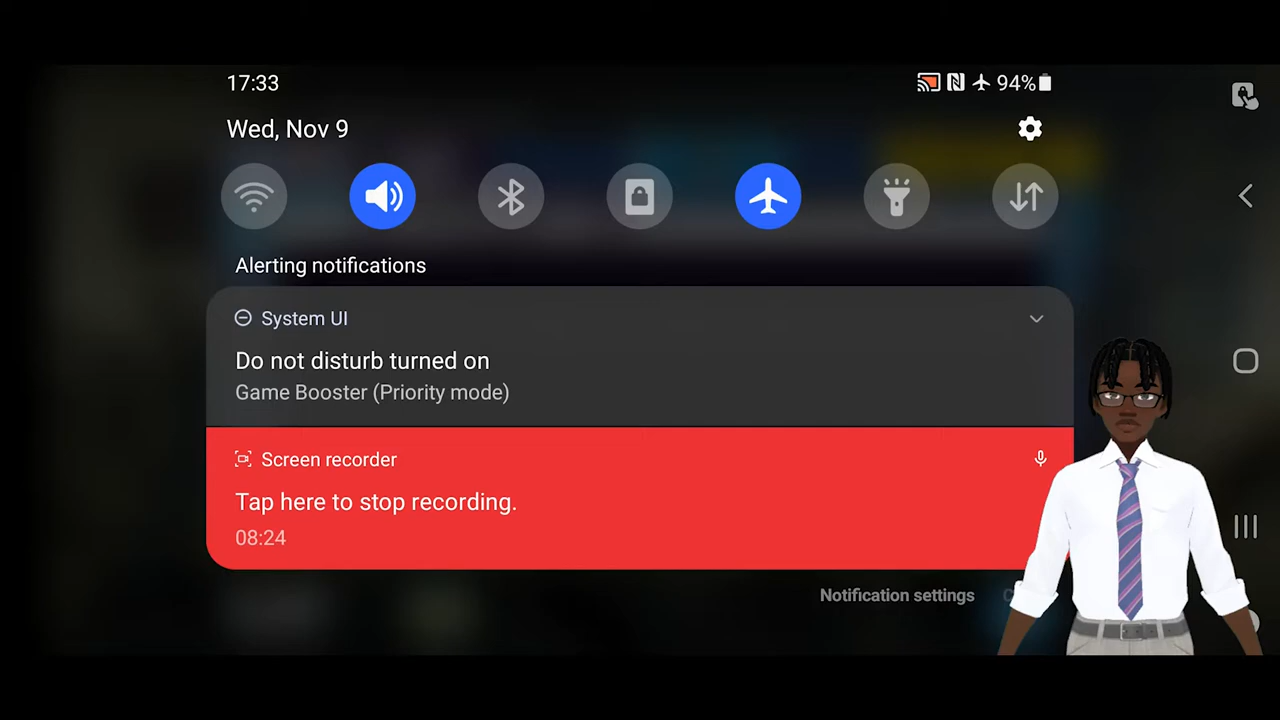 17:33
94%
Wed, Nov 9
Alerting notifications
System UI
Do not disturb turned on
Game Booster (Priority mode)
Screen recorder
Tap here to stop recording.
08:24
Notification settings